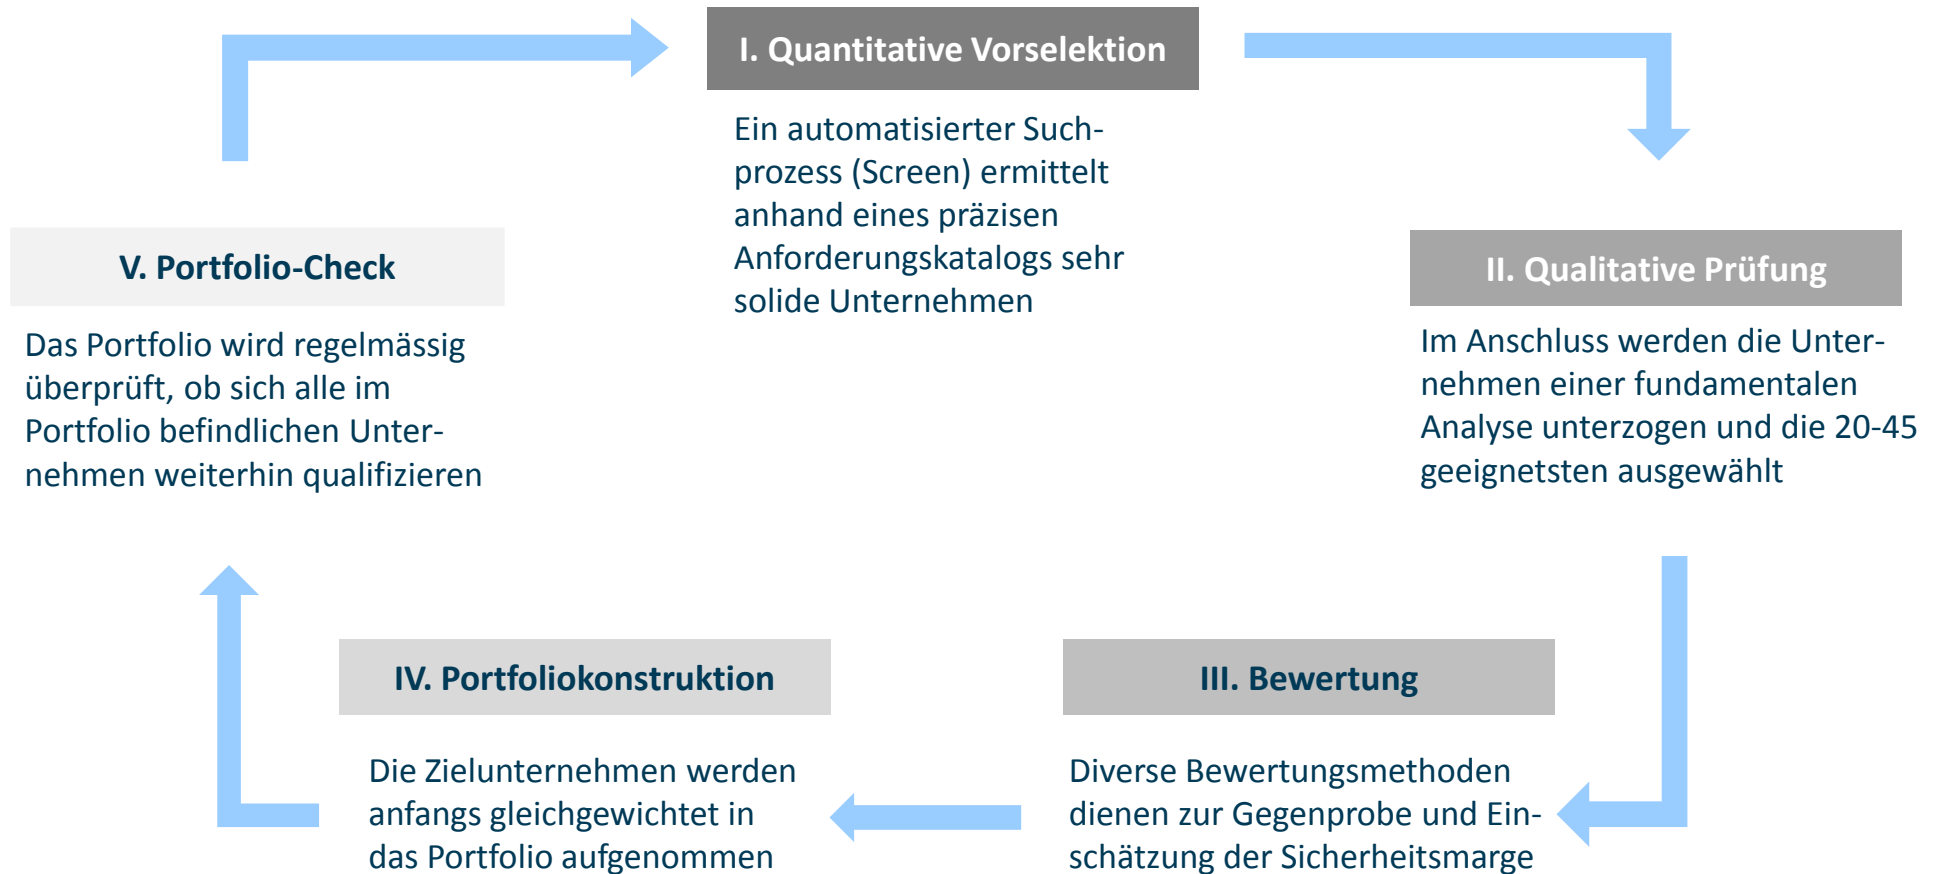 I. Quantitative Vorselektion
Ein automatisierter Such-
prozess (Screen) ermittelt
anhand eines präzisen
Anforderungskatalogs sehr
solide Unternehmen
II. Qualitative Prüfung
Im Anschluss werden die Unter-
nehmen einer fundamentalen
Analyse unterzogen und die 20-45
geeignetsten ausgewählt
III. Bewertung
Diverse Bewertungsmethoden
dienen zur Gegenprobe und Ein-
schätzung der Sicherheitsmarge
IV. Portfoliokonstruktion
Die Zielunternehmen werden
anfangs gleichgewichtet in
das Portfolio aufgenommen
V. Portfolio-Check
Das Portfolio wird regelmässig
überprüft, ob sich alle im
Portfolio befindlichen Unter-
nehmen weiterhin qualifizieren